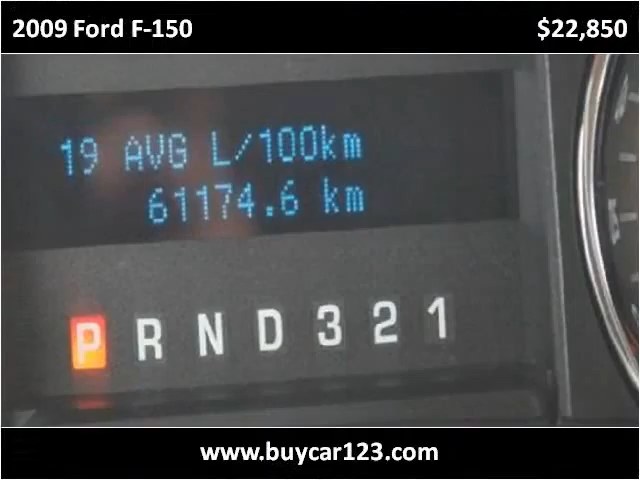 2009 Ford F-150 $22,850
19 AVG L/100km
61174.6 km
P R N D 3 2 1
www.buycar123.com